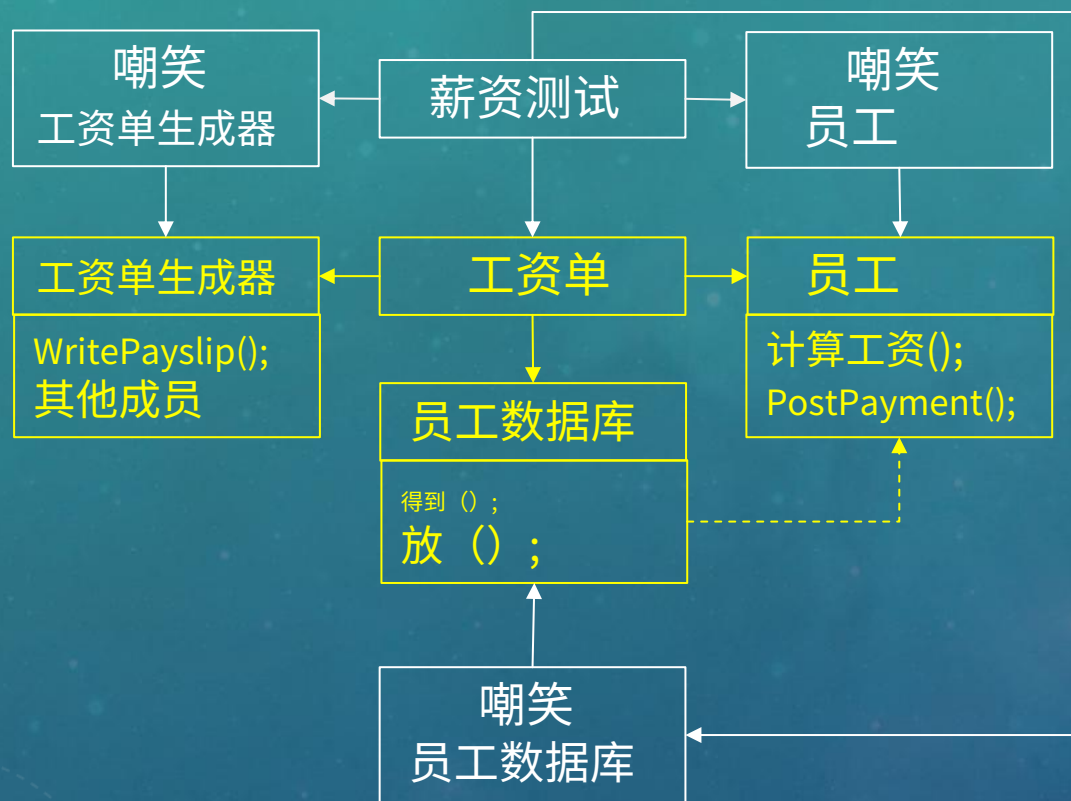 嘲笑
工资单生成器
薪资测试
嘲笑
员工
工资单生成器
WritePayslip();
其他成员
工资单
员工
计算工资();
PostPayment();
员工数据库
得到（）;
放（）;
嘲笑
员工数据库